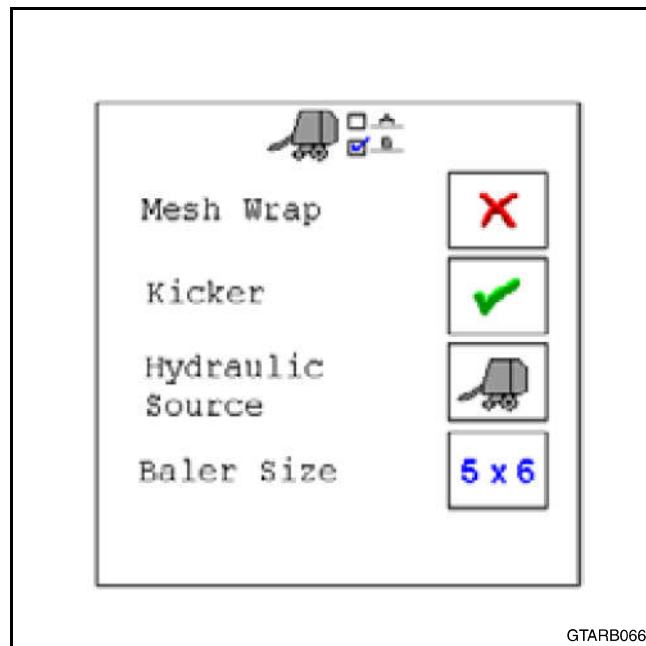 A
B
Mesh Wrap
Kicker
Hydraulic
Source
Baler Size
5 x 6
GTARB066